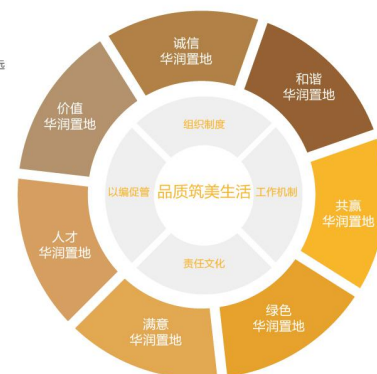 诚信
华润置地
和谐
华润置地
价值
华润置地
组织制度
以编促管
品质筑美生活
工作机制
共赢
华润置地
人才
华润置地
责任文化
绿色
华润置地
满意
华润置地